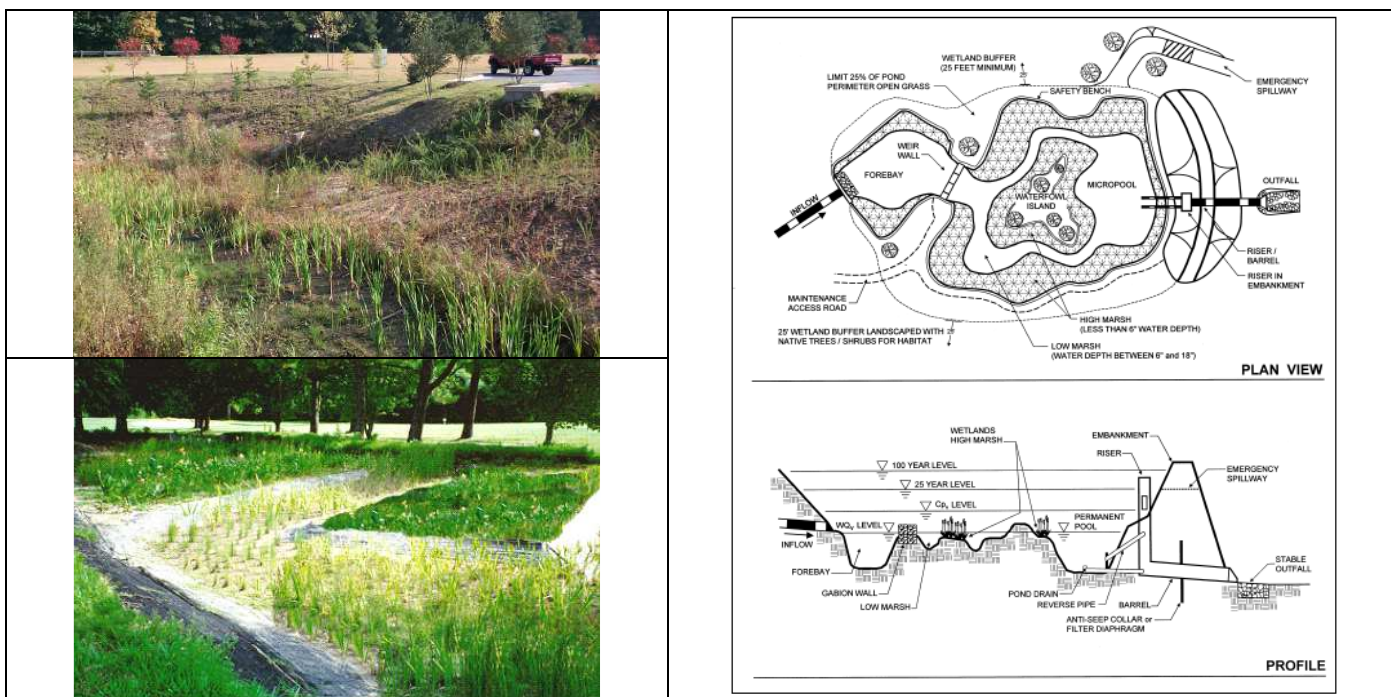 WETLAND BUFFER
(25 FEET MINIMUM)
25'
LIMIT 25% OF POND
PERIMETER OPEN GRASS
SAFETY BENCH
EMERGENCY
SPILLWAY
WEIR
WALL
FOREBAY
MICROPOOL
WATERFOWL
ISLAND
OUTFALL
INFLOW
RISER /
BARREL
RISER IN
EMBANKMENT
MAINTENANCE
ACCESS ROAD
HIGH MARSH
(LESS THAN 6" WATER DEPTH)
25' WETLAND BUFFER LANDSCAPED WITH
NATIVE TREES / SHRUBS FOR HABITAT
25'
LOW MARSH
(WATER DEPTH BETWEEN 6" and 18")
PLAN VIEW
WETLANDS
HIGH MARSH
EMBANKMENT
RISER
100 YEAR LEVEL
EMERGENCY
SPILLWAY
25 YEAR LEVEL
Cpv LEVEL
WQv LEVEL
PERMANENT
POOL
INFLOW
STABLE
OUTFALL
FOREBAY
GABION WALL
LOW MARSH
POND DRAIN
REVERSE PIPE
BARREL
ANTI-SEEP COLLAR or
FILTER DIAPHRAGM
PROFILE